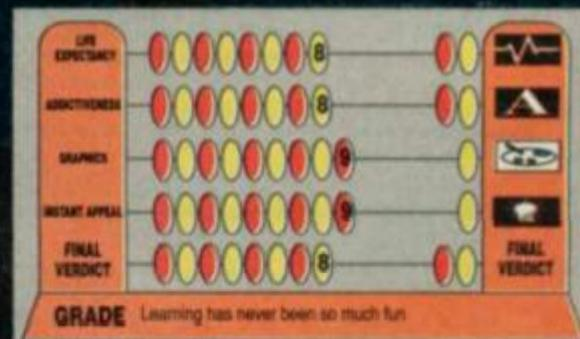 LIFE
EXPECTANCY
8
ADDICTIVENESS
8
GRAPHICS
9
INSTANT APPEAL
9
FINAL
VERDICT
8
FINAL
VERDICT
GRADE Learning has never been so much fun